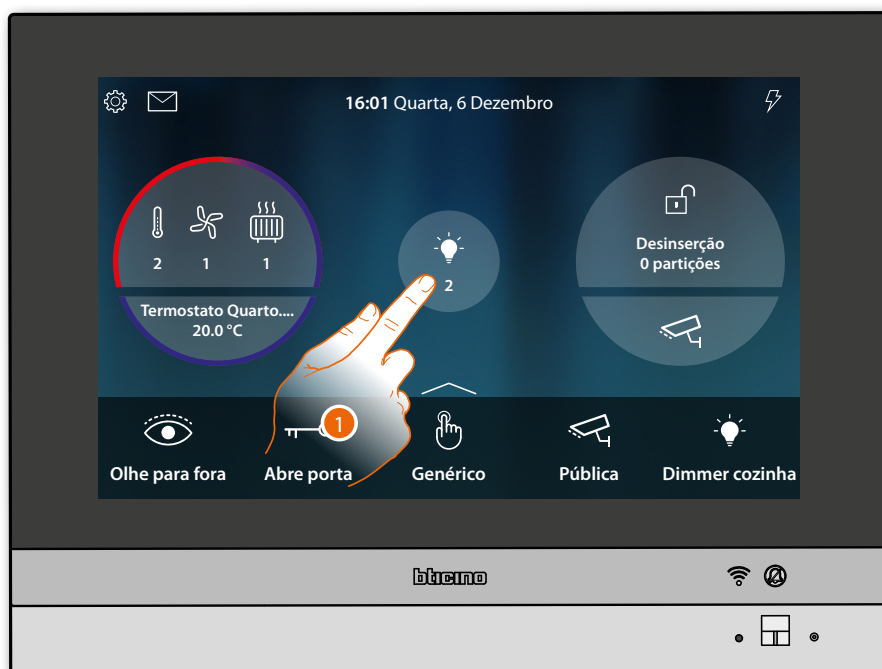 16:01 Quarta, 6 Dezembro
2 1 1
Termostato Quarto....
20.0 °C
2
Desinserção
0 partições
1
Olhe para fora
Abre porta
Genérico
Pública
Dimmer cozinha
bticino